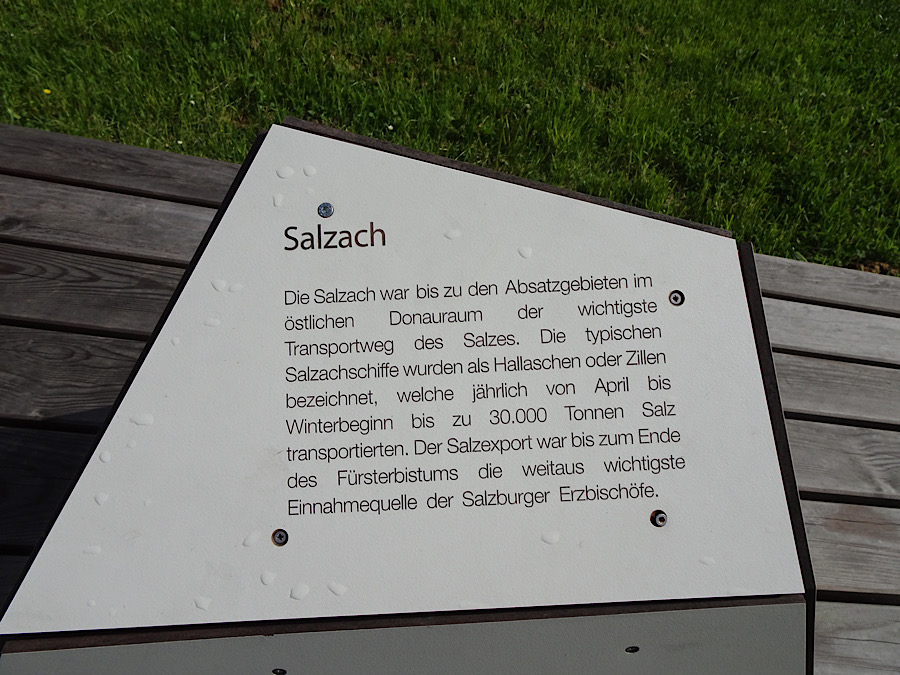 Salzach
Die Salzach war bis zu den Absatzgebieten im
östlichen Donauraum der wichtigste
Transportweg des Salzes. Die typischen
Salzachschiffe wurden als Hallaschen oder Zillen
bezeichnet, welche jährlich von April bis
Winterbeginn bis zu 30.000 Tonnen Salz
transportierten. Der Salzexport war bis zum Ende
des Fürsterbistums die weitaus wichtigste
Einnahmequelle der Salzburger Erzbischöfe.